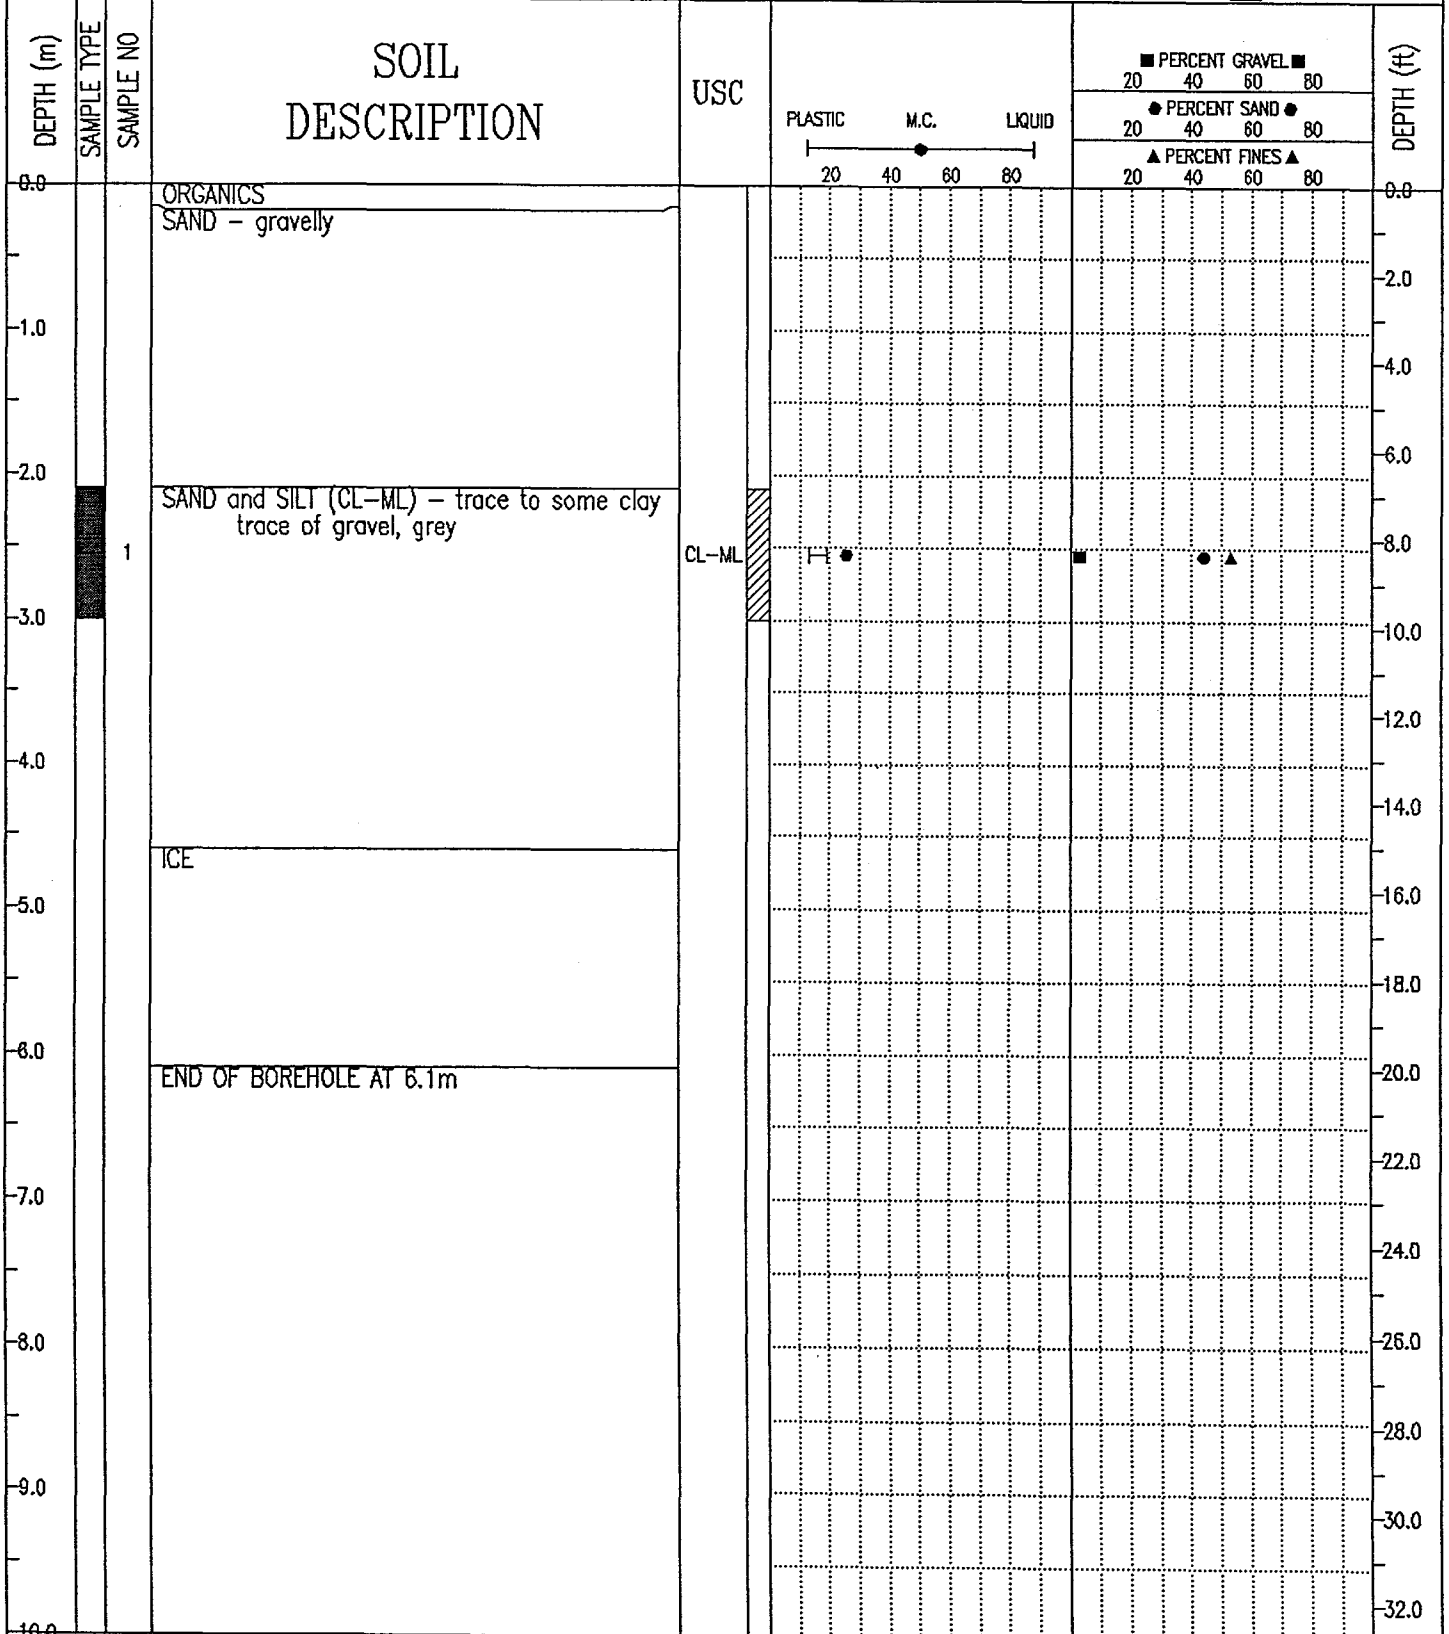 DEPTH (m)
SAMPLE TYPE
SAMPLE NO
SOIL
DESCRIPTION
USC
PLASTIC M.C. LIQUID
20 40 60 80
■ PERCENT GRAVEL ■
20 40 60 80
● PERCENT SAND ●
20 40 60 80
▲ PERCENT FINES ▲
20 40 60 80
DEPTH (ft)
0.0
1.0
2.0
3.0
4.0
5.0
6.0
7.0
8.0
9.0
10.0
1
ORGANICS
SAND – gravelly
SAND and SILT (CL–ML) – trace to some clay
trace of gravel, grey
ICE
END OF BOREHOLE AT 6.1m
CL–ML
0.0
2.0
4.0
6.0
8.0
10.0
12.0
14.0
16.0
18.0
20.0
22.0
24.0
26.0
28.0
30.0
32.0